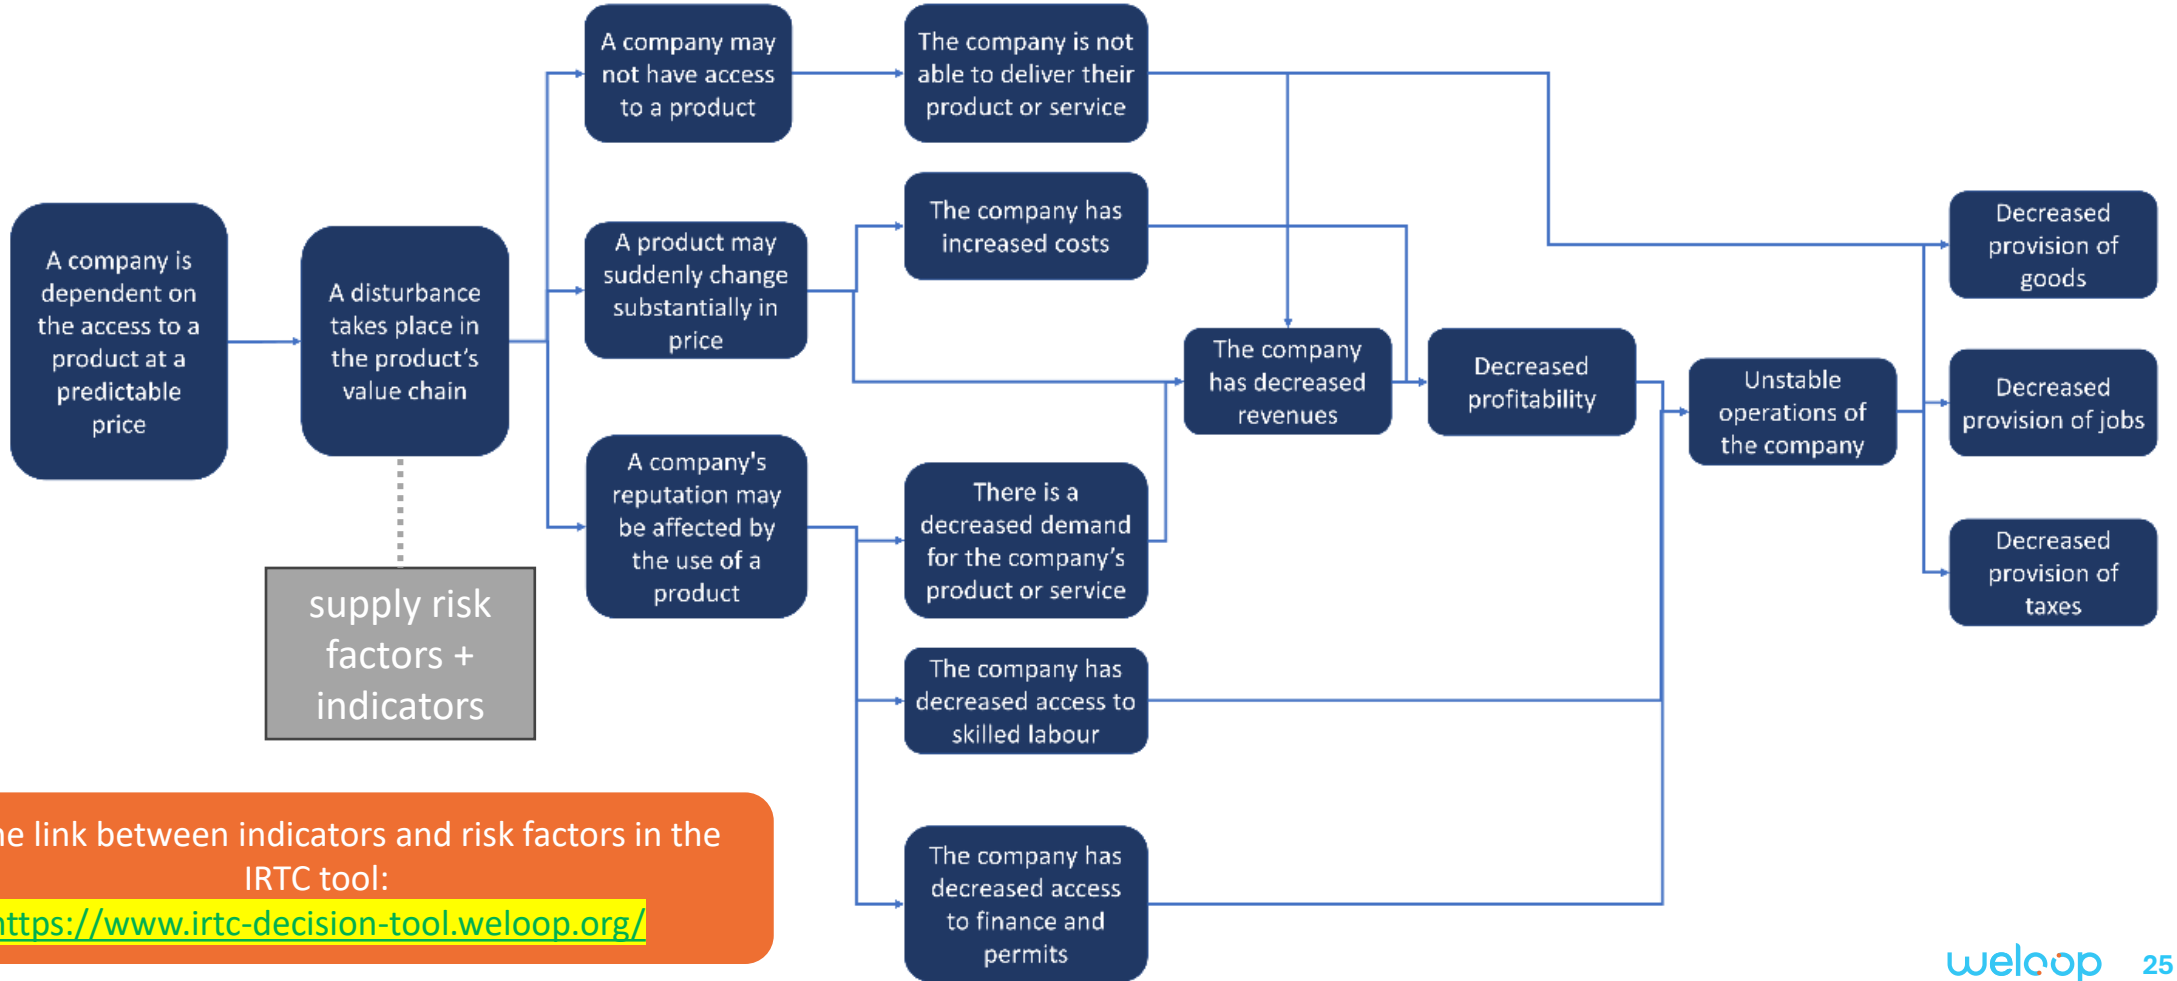 A company is
dependent on
the access to a
product at a
predictable
price
A disturbance
takes place in
the product’s
value chain
supply risk
factors +
indicators
A company may
not have access
to a product
A product may
suddenly change
substantially in
price
A company's
reputation may
be affected by
the use of a
product
The company is not
able to deliver their
product or service
The company has
increased costs
There is a
decreased demand
for the company’s
product or service
The company has
decreased access to
skilled labour
The company has
decreased access
to finance and
permits
The company
has decreased
revenues
Decreased
profitability
Unstable
operations of
the company
Decreased
provision of
goods
Decreased
provision of jobs
Decreased
provision of
taxes
link between indicators and risk factors in the
IRTC tool:
https://www.irtc-decision-tool.weloop.org/
weloop 25